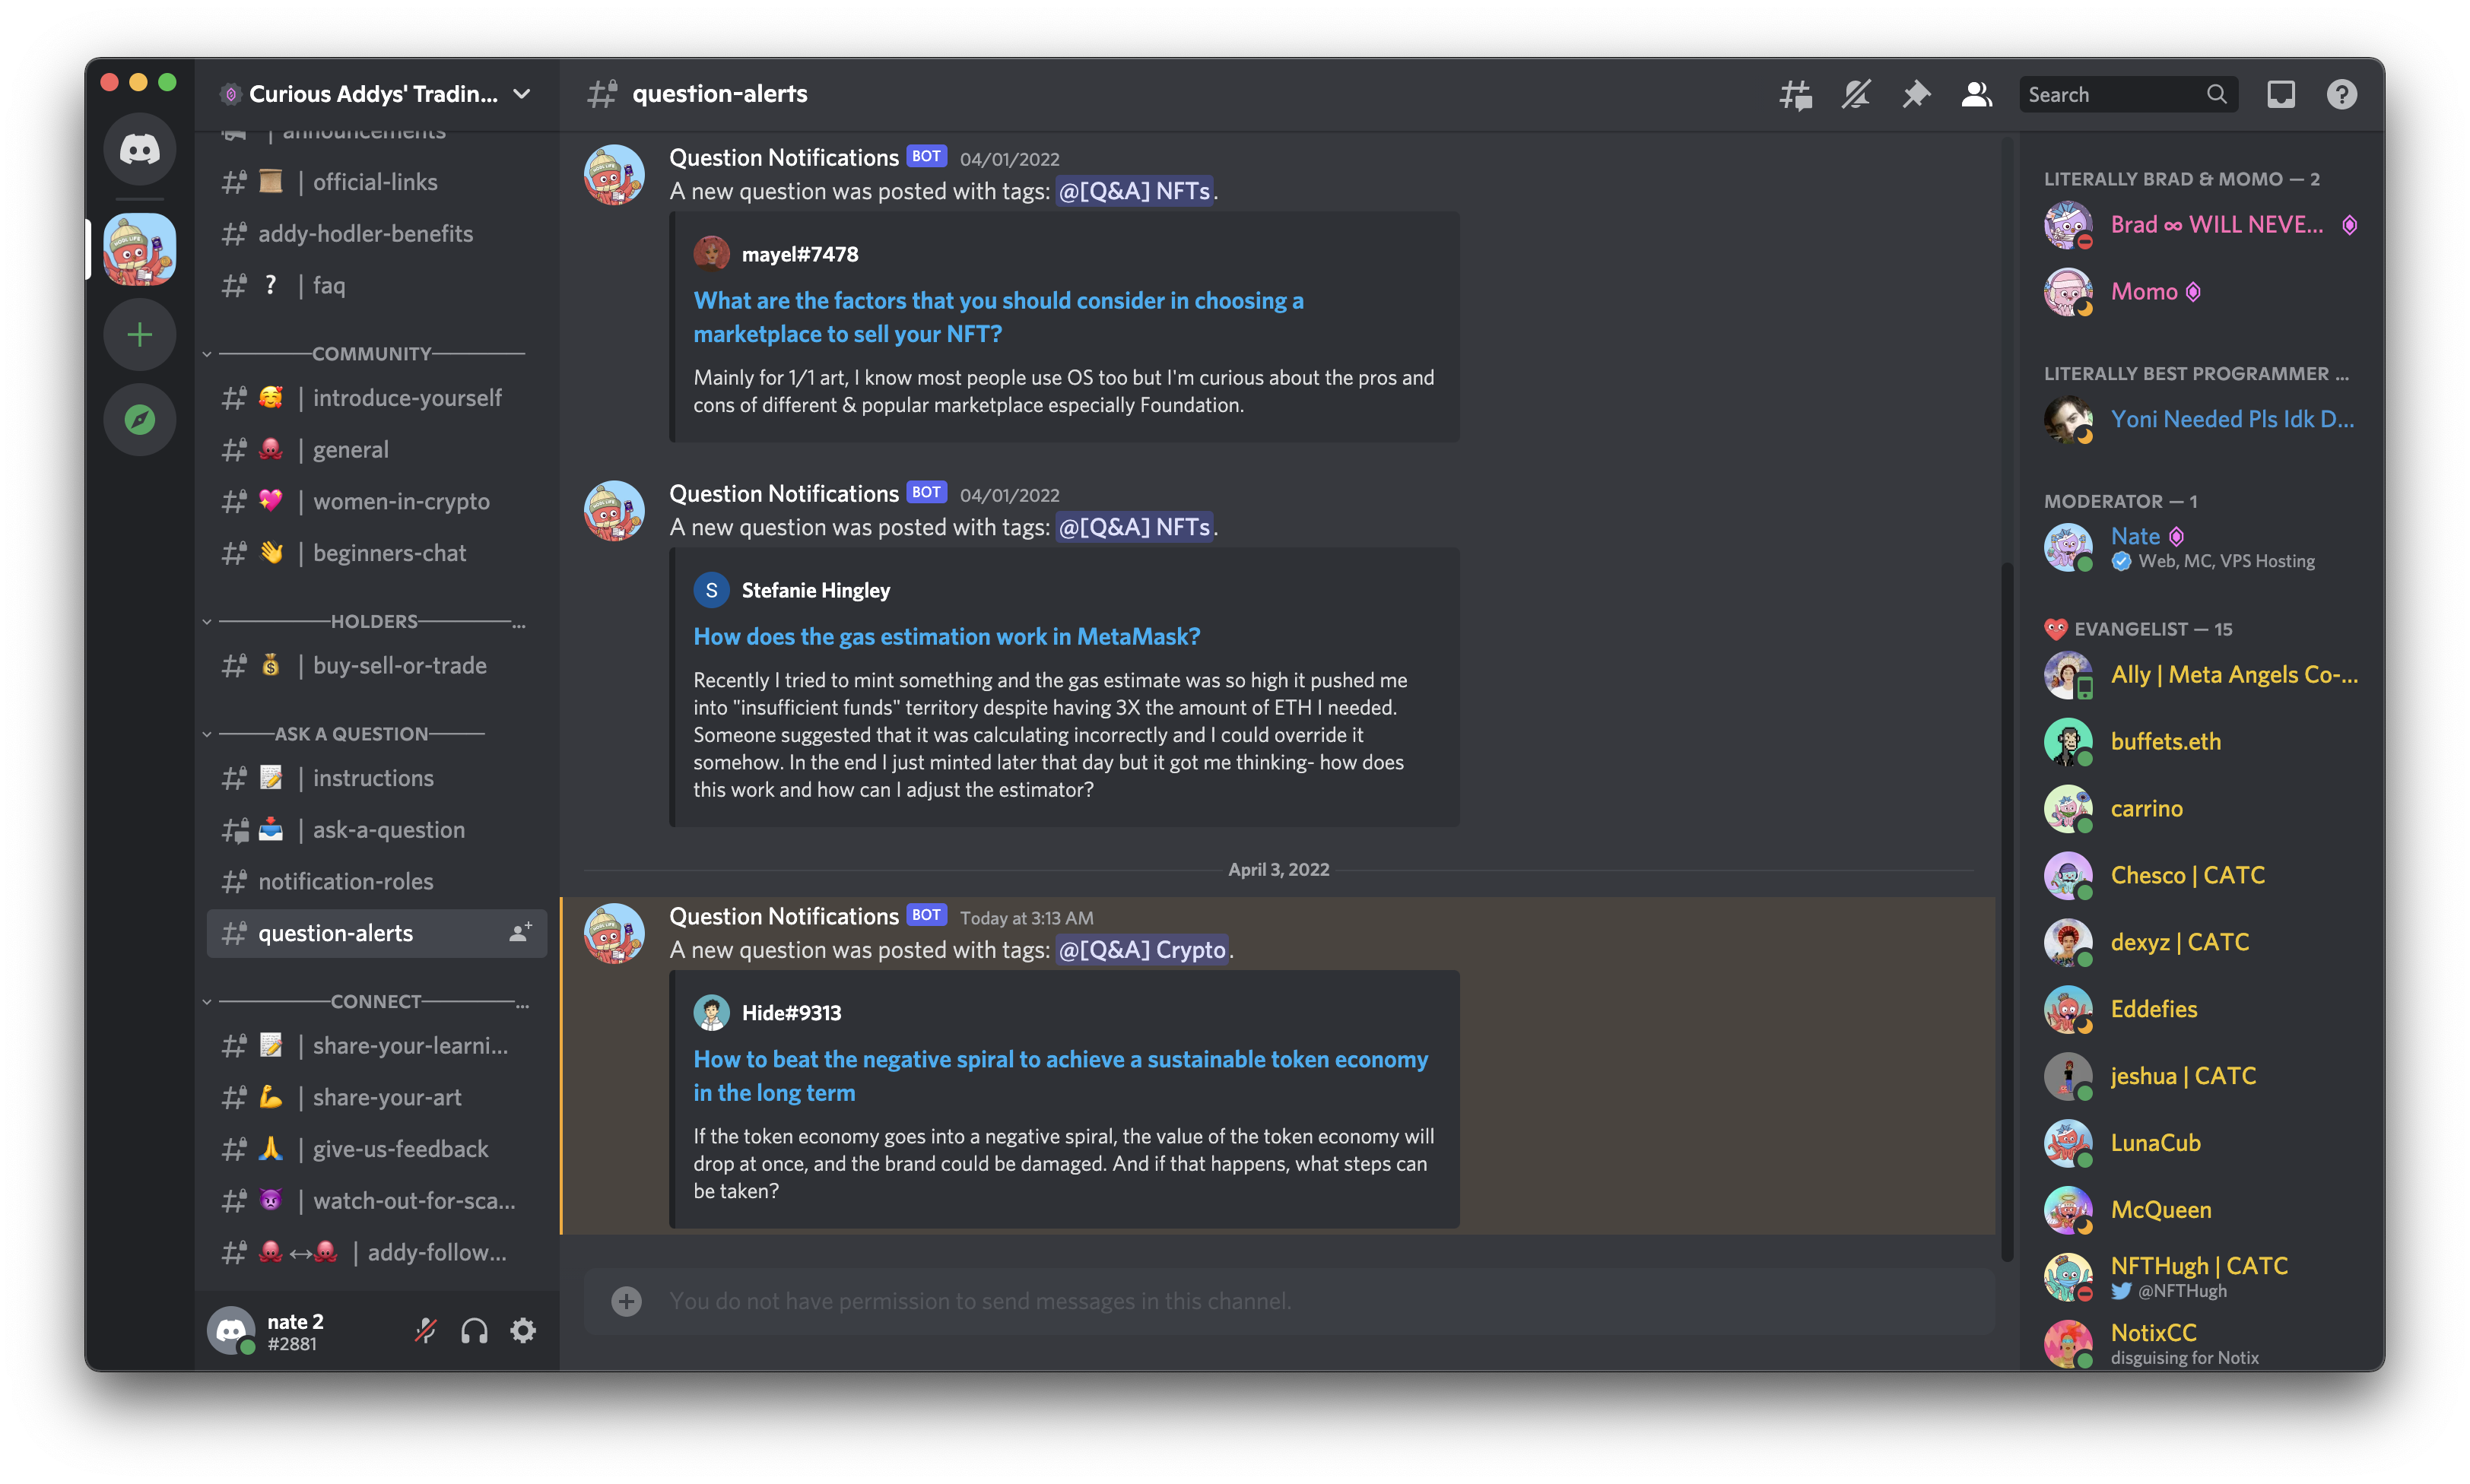 Curious Addys' Tradin...
| announcements
| official-links
addy-hodler-benefits
? | faq
COMMUNITY
| introduce-yourself
| general
| women-in-crypto
| beginners-chat
HOLDERS ...
| buy-sell-or-trade
ASK A QUESTION
| instructions
| ask-a-question
notification-roles
question-alerts
CONNECT ...
| share-your-learni...
| share-your-art
| give-us-feedback
| watch-out-for-sca...
| addy-follow...
nate 2
#2881
question-alerts
Search
Question Notifications BOT 04/01/2022
A new question was posted with tags: @[Q&A] NFTs.
mayel#7478
What are the factors that you should consider in choosing a
marketplace to sell your NFT?
Mainly for 1/1 art, I know most people use OS too but I'm curious about the pros and
cons of different & popular marketplace especially Foundation.
Question Notifications BOT 04/01/2022
A new question was posted with tags: @[Q&A] NFTs.
S Stefanie Hingley
How does the gas estimation work in MetaMask?
Recently I tried to mint something and the gas estimate was so high it pushed me
into "insufficient funds" territory despite having 3X the amount of ETH I needed.
Someone suggested that it was calculating incorrectly and I could override it
somehow. In the end I just minted later that day but it got me thinking- how does
this work and how can I adjust the estimator?
April 3, 2022
Question Notifications BOT Today at 3:13 AM
A new question was posted with tags: @[Q&A] Crypto.
Hide#9313
How to beat the negative spiral to achieve a sustainable token economy
in the long term
If the token economy goes into a negative spiral, the value of the token economy will
drop at once, and the brand could be damaged. And if that happens, what steps can
be taken?
You do not have permission to send messages in this channel.
LITERALLY BRAD & MOMO — 2
Brad ∞ WILL NEVE...
Momo
LITERALLY BEST PROGRAMMER ...
Yoni Needed Pls Idk D...
MODERATOR — 1
Nate
Web, MC, VPS Hosting
EVANGELIST — 15
Ally | Meta Angels Co-...
buffets.eth
carrino
Chesco | CATC
dexyz | CATC
Eddefies
jeshua | CATC
LunaCub
McQueen
NFTHugh | CATC
@NFTHugh
NotixCC
disguising for Notix